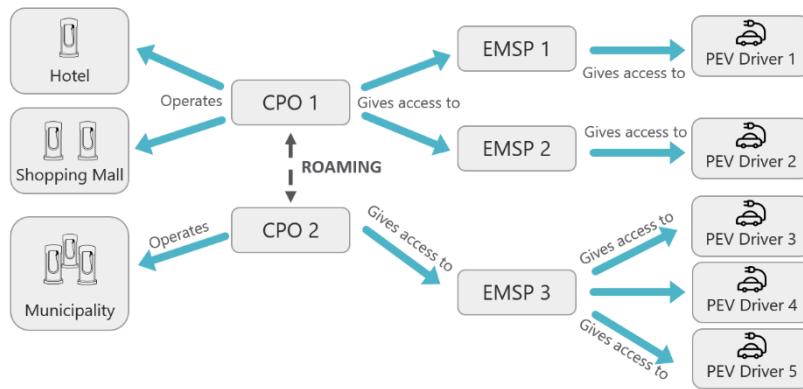 Hotel
Shopping Mall
Municipality
Operates
Operates
CPO 1
ROAMING
CPO 2
Gives access to
Gives access to
EMSP 1
EMSP 2
EMSP 3
Gives access to
Gives access to
Gives access to
Gives access to
PEV Driver 1
PEV Driver 2
PEV Driver 3
PEV Driver 4
PEV Driver 5